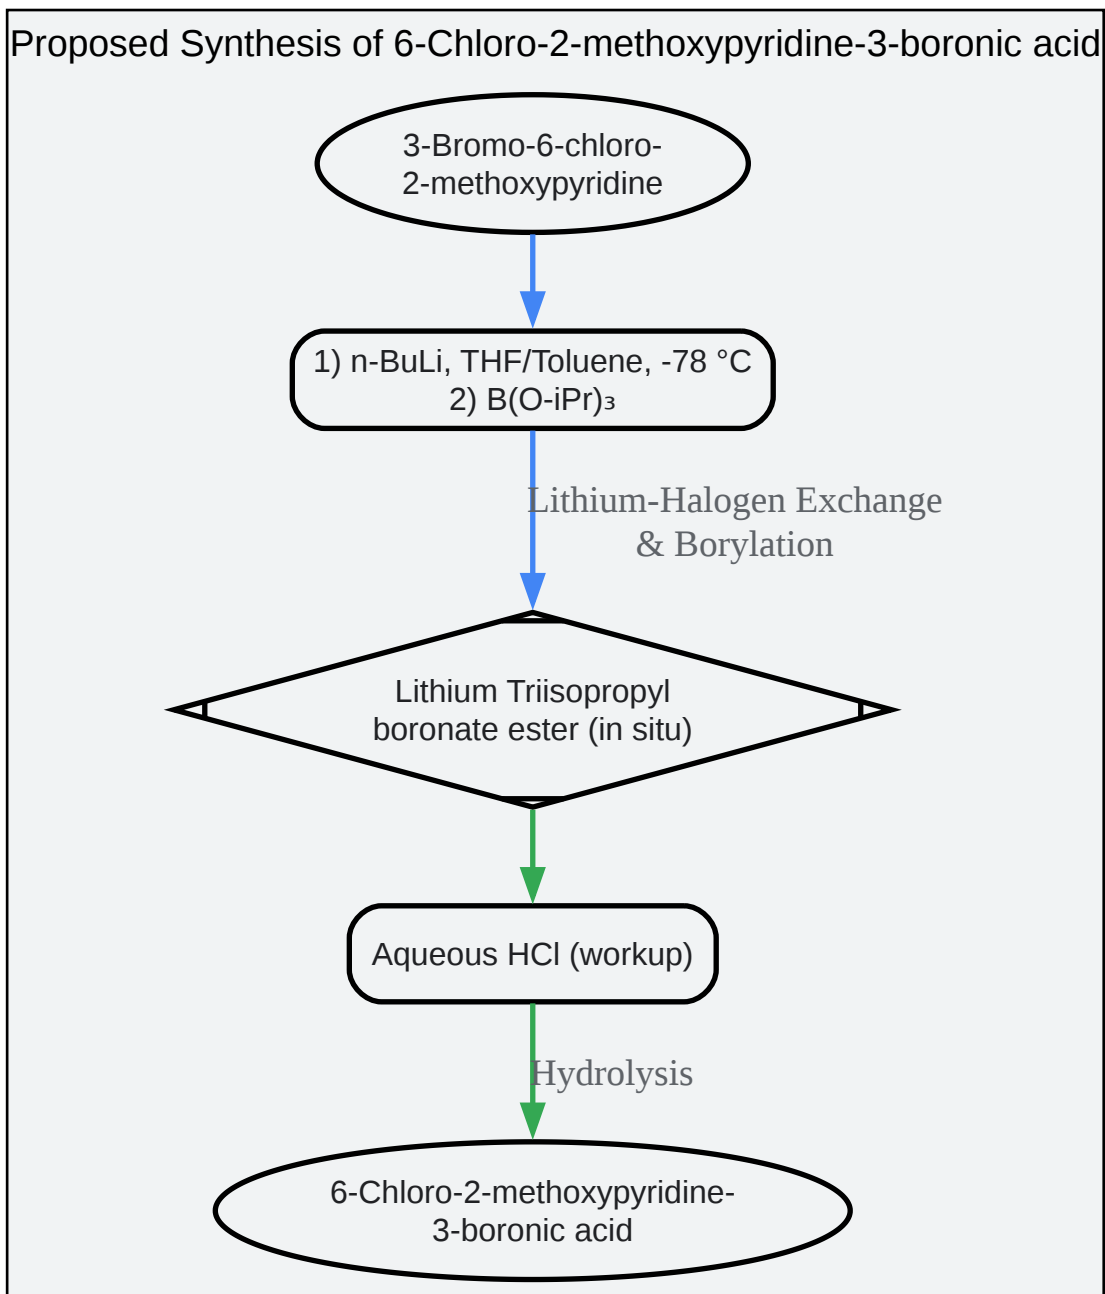 Proposed Synthesis of 6-Chloro-2-methoxypyridine-3-boronic acid
3-Bromo-6-chloro-
2-methoxypyridine
1) n-BuLi, THF/Toluene, -78 °C
2) B(O-iPr)₃
Lithium-Halogen Exchange
& Borylation
Lithium Triisopropyl
boronate ester (in situ)
Aqueous HCl (workup)
Hydrolysis
6-Chloro-2-methoxypyridine-
3-boronic acid